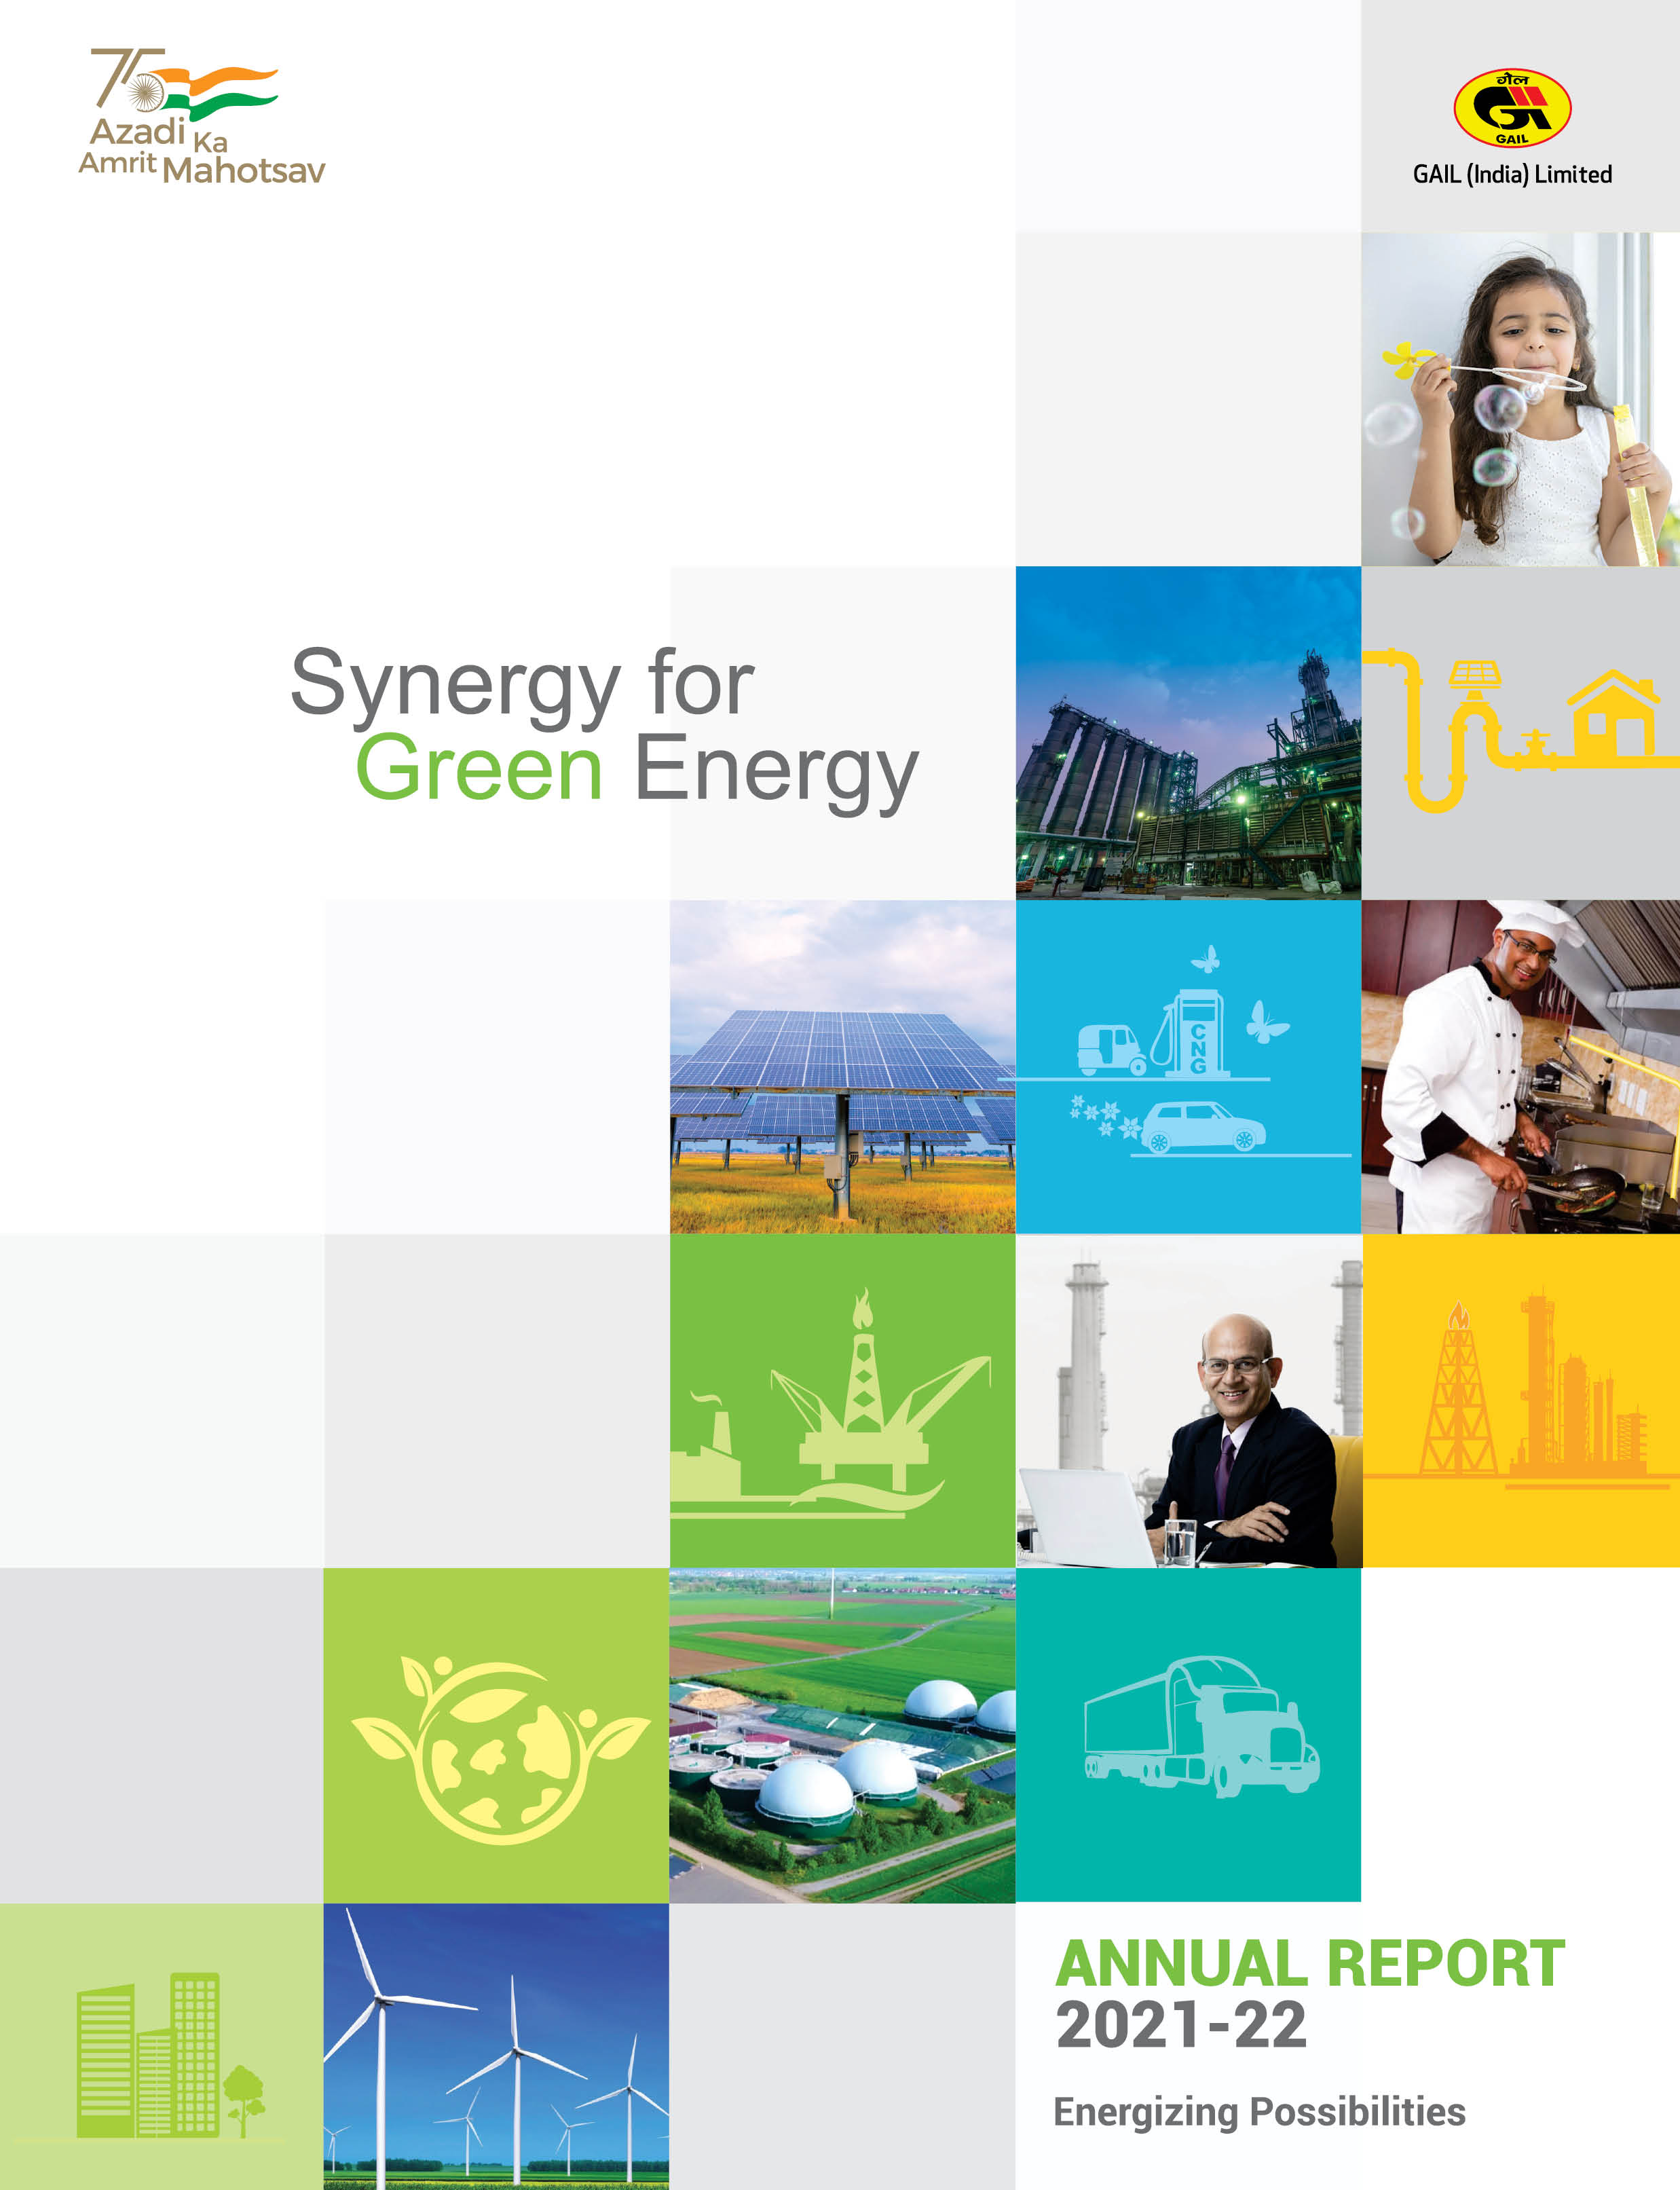 75
Azadi Ka
Amrit Mahotsav
गेल
GAIL
GAIL (India) Limited
Synergy for
Green Energy
CNG
ANNUAL REPORT
2021-22
Energizing Possibilities